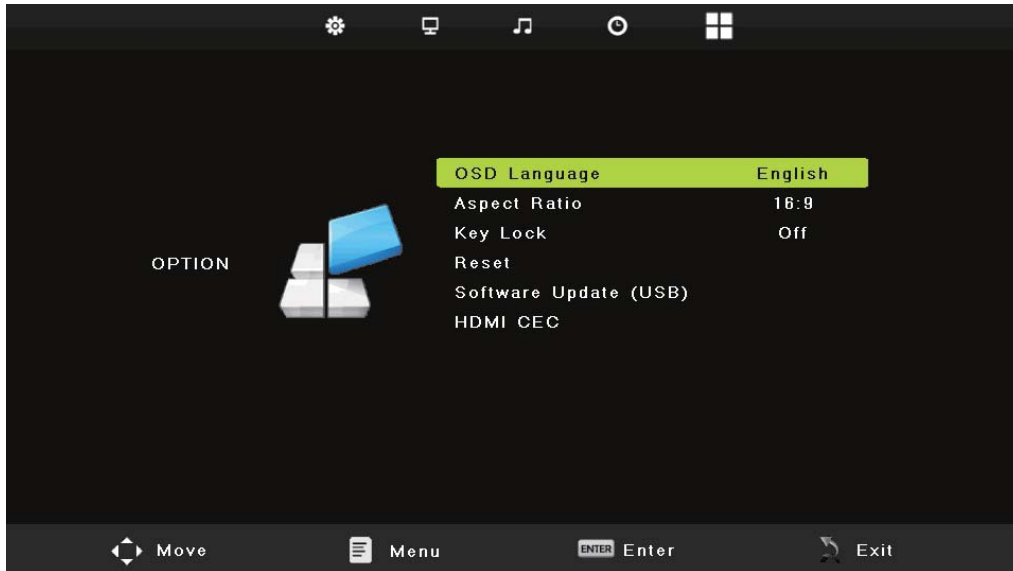 OSD Language English
Aspect Ratio 16:9
Key Lock Off
OPTION
Reset
Software Update (USB)
HDMI CEC
Move Menu ENTER Enter Exit